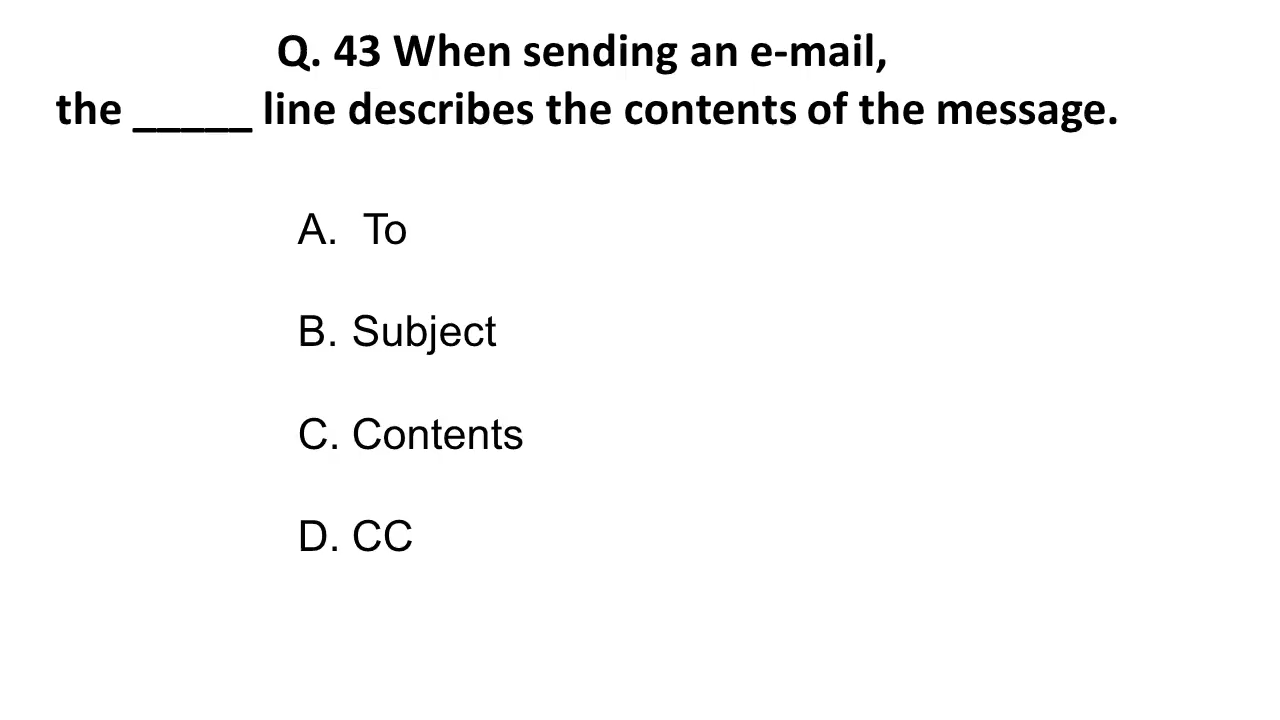 Q. 43 When sending an e-mail,
the _____ line describes the contents of the message.
A. To
B. Subject
C. Contents
D. CC